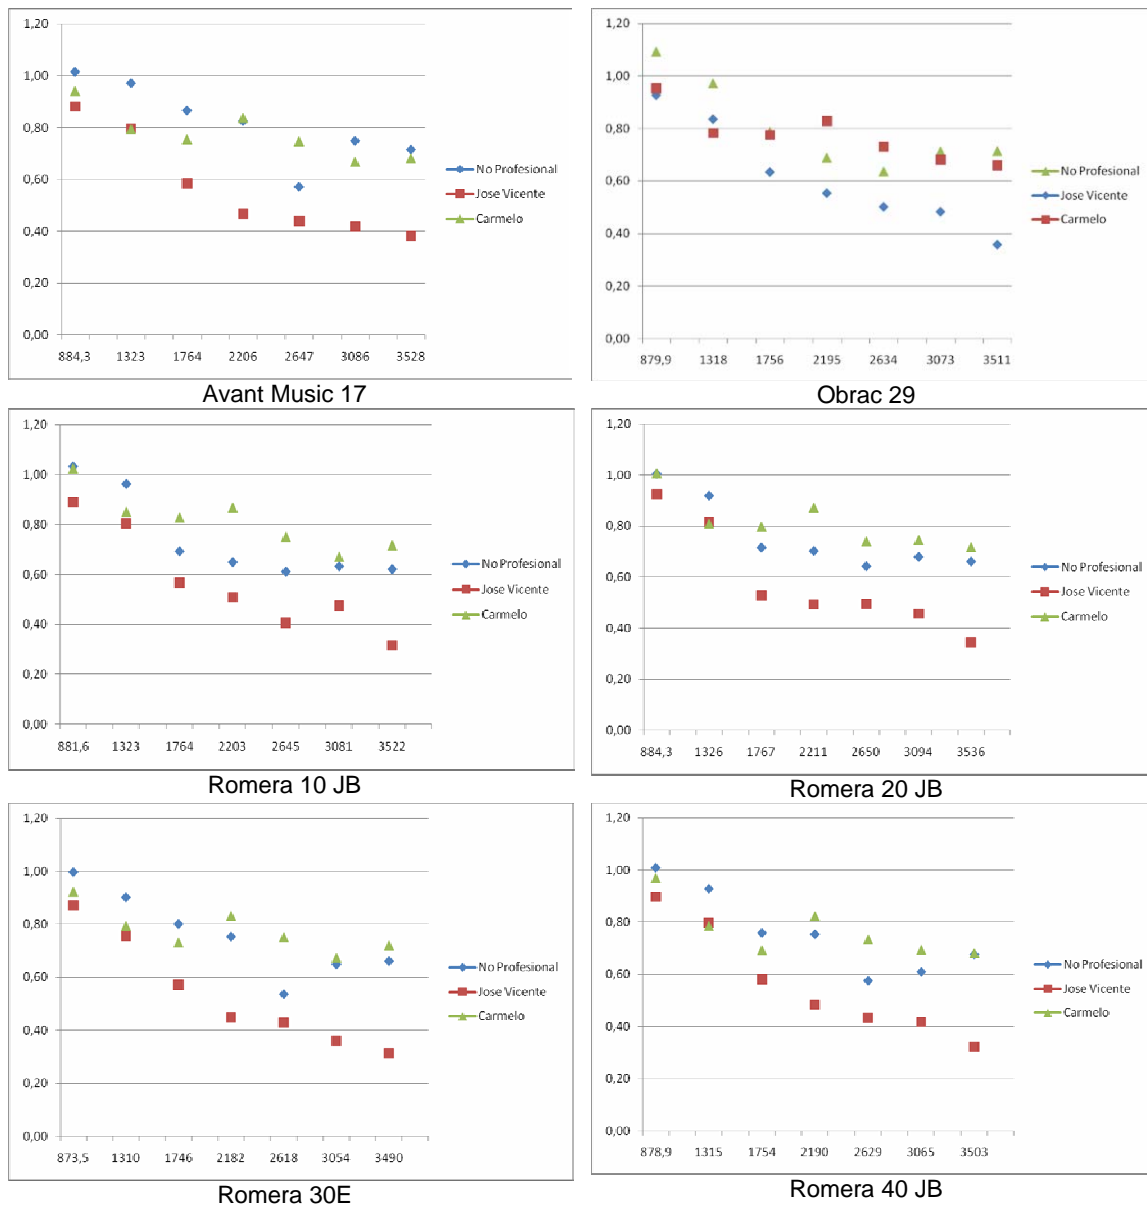 1,20
1,00
0,80
0,60
0,40
0,20
0,00
884,3 1323 1764 2206 2647 3086 3528
No Profesional
Jose Vicente
Carmelo
Avant Music 17
1,20
1,00
0,80
0,60
0,40
0,20
0,00
879,9 1318 1756 2195 2634 3073 3511
No Profesional
Jose Vicente
Carmelo
Obrac 29
1,20
1,00
0,80
0,60
0,40
0,20
0,00
881,6 1323 1764 2203 2645 3081 3522
No Profesional
Jose Vicente
Carmelo
Romera 10 JB
1,20
1,00
0,80
0,60
0,40
0,20
0,00
884,3 1326 1767 2211 2650 3094 3536
No Profesional
Jose Vicente
Carmelo
Romera 20 JB
1,20
1,00
0,80
0,60
0,40
0,20
0,00
873,5 1310 1746 2182 2618 3054 3490
No Profesional
Jose Vicente
Carmelo
Romera 30E
1,20
1,00
0,80
0,60
0,40
0,20
0,00
878,9 1315 1754 2190 2629 3065 3503
No Profesional
Jose Vicente
Carmelo
Romera 40 JB